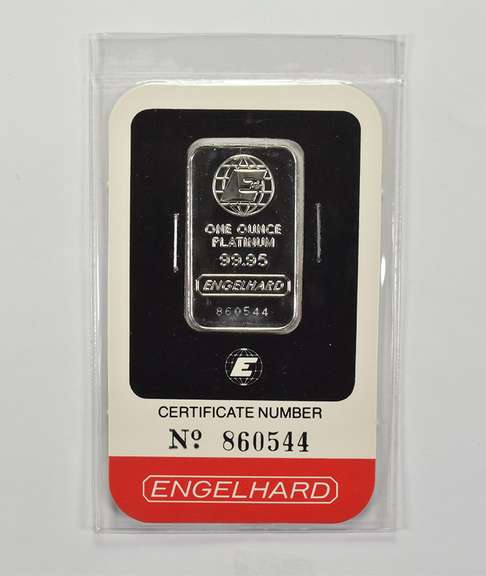 E
ONE OUNCE
PLATINUM
99.95
ENGELHARD
860544
E
CERTIFICATE NUMBER
Nº 860544
ENGELHARD